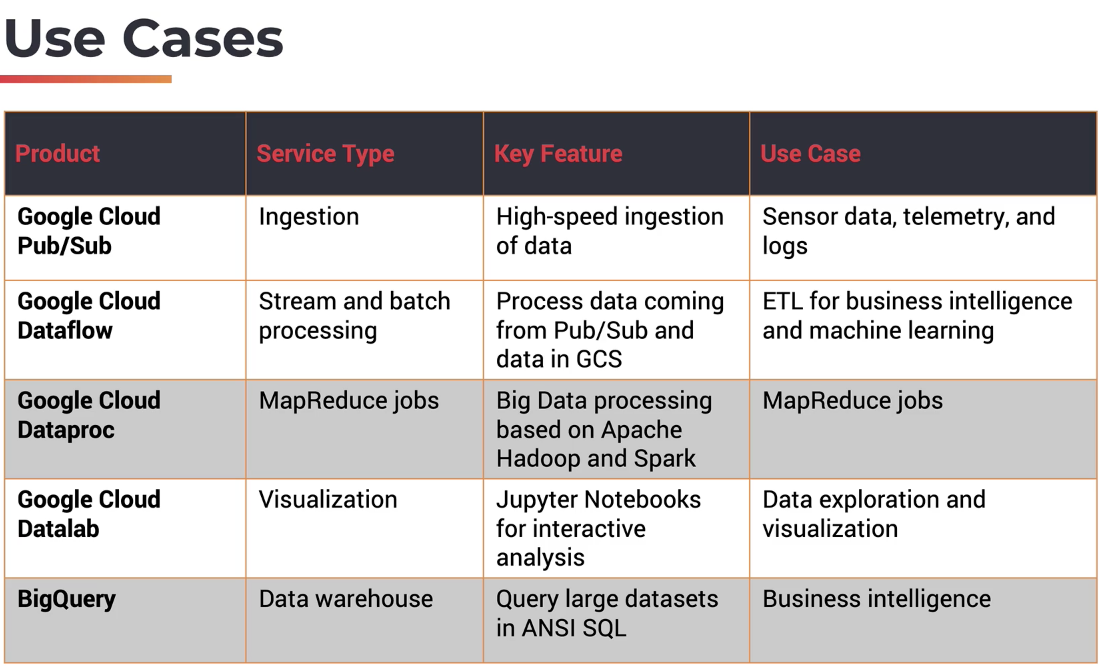 Use Cases
Product
Service Type
Key Feature
Use Case
Google Cloud
Pub/Sub
Ingestion
High-speed ingestion
of data
Sensor data, telemetry, and
logs
Google Cloud
Dataflow
Stream and batch
processing
Process data coming
from Pub/Sub and
data in GCS
ETL for business intelligence
and machine learning
Google Cloud
Dataproc
MapReduce jobs
Big Data processing
based on Apache
Hadoop and Spark
MapReduce jobs
Google Cloud
Datalab
Visualization
Jupyter Notebooks
for interactive
analysis
Data exploration and
visualization
BigQuery
Data warehouse
Query large datasets
in ANSI SQL
Business intelligence